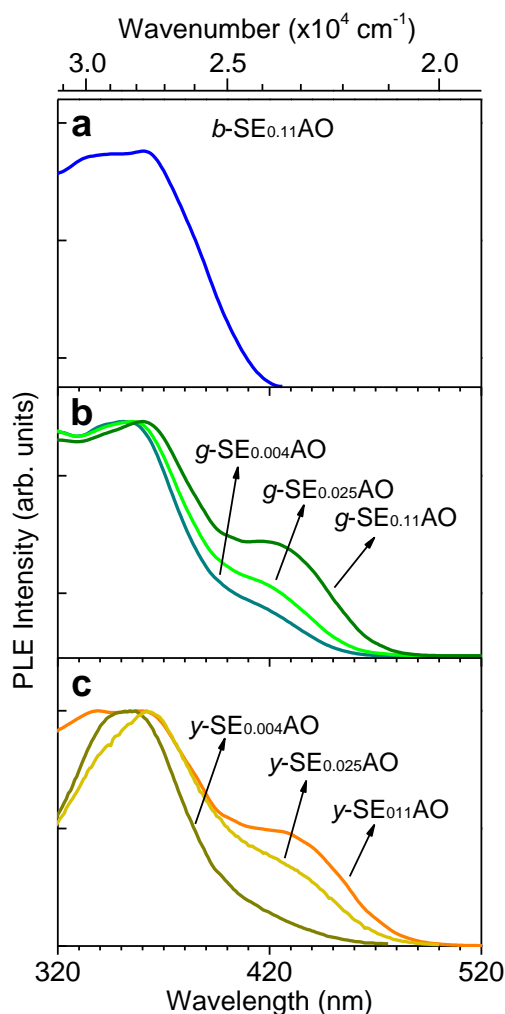 Wavenumber (x10⁴ cm⁻¹)
3.0 2.5 2.0
a
b-SE₀.₁₁AO
b
g-SE₀.₀₀₄AO
g-SE₀.₀₂₅AO
g-SE₀.₁₁AO
PLE Intensity (arb. units)
c
y-SE₀.₀₀₄AO
y-SE₀.₀₂₅AO
y-SE₀₁₁AO
320 420 520
Wavelength (nm)